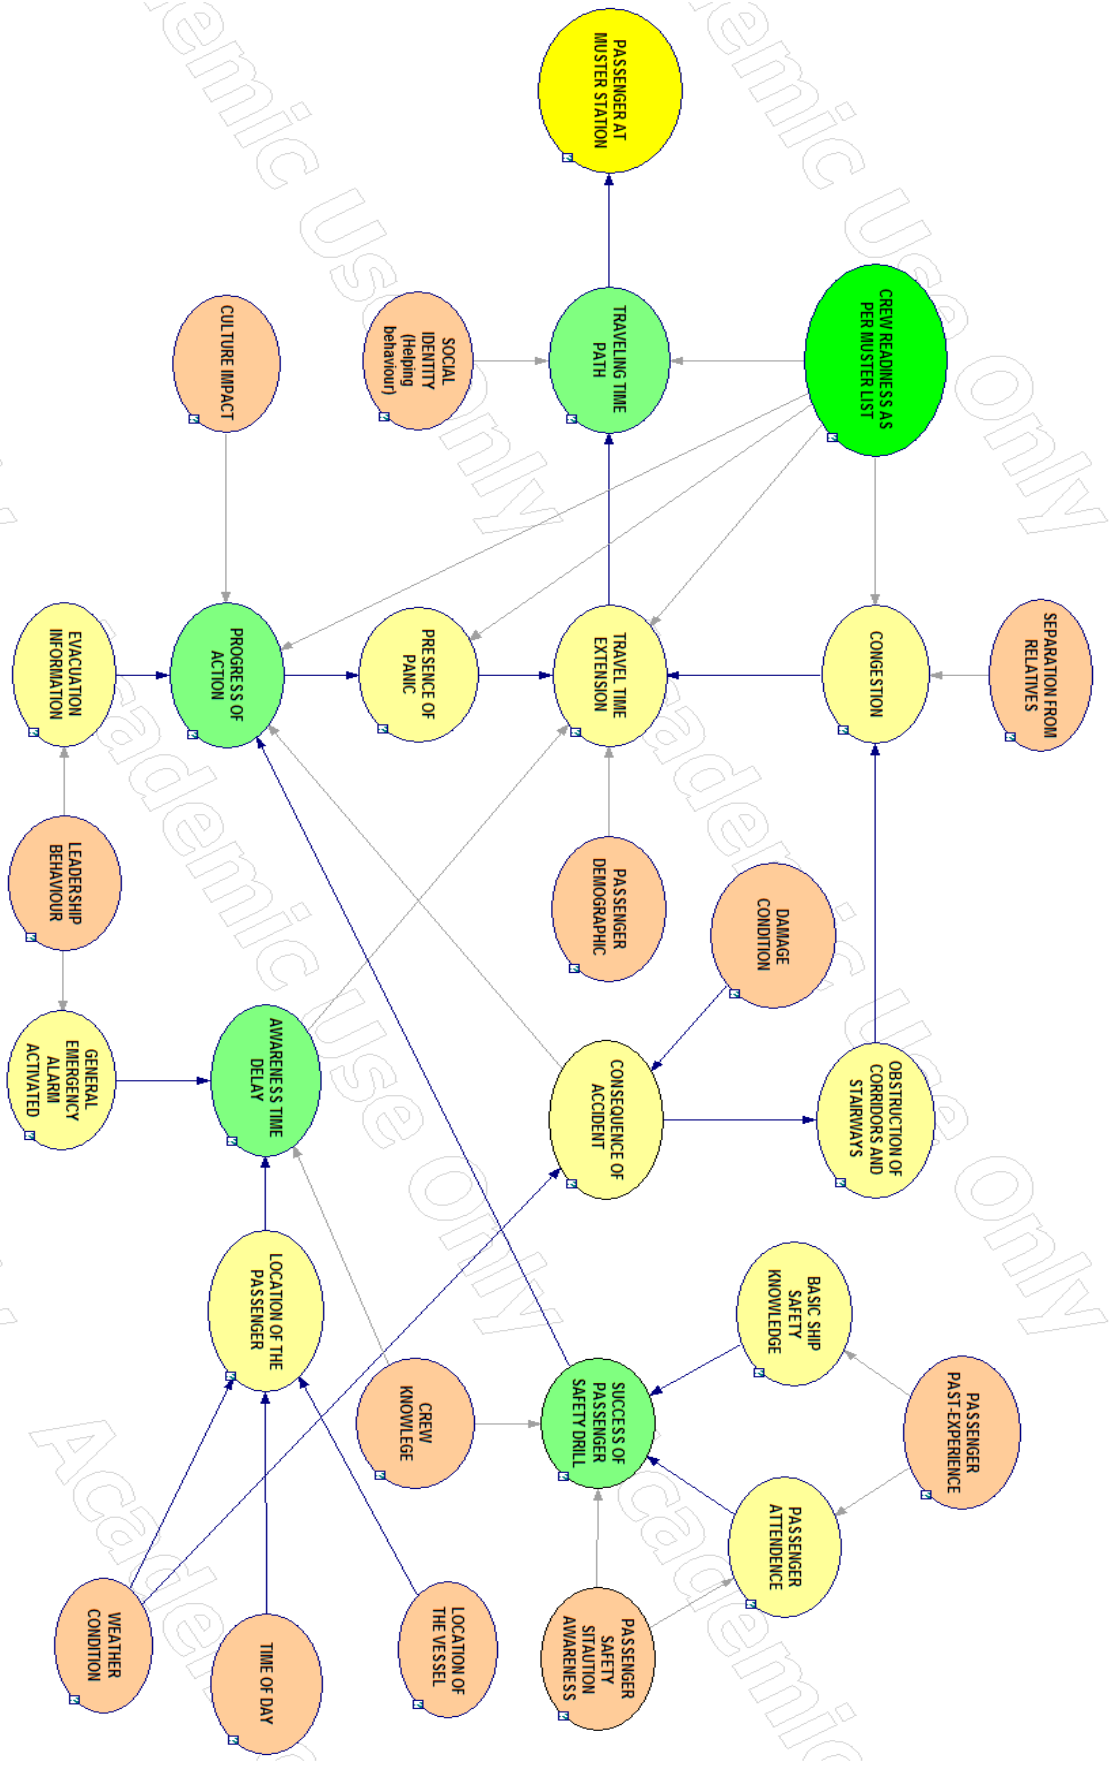 PASSENGER AT
MUSTER STATION
CREW READINESS AS
PER MUSTER LIST
TRAVELING TIME
PATH
SOCIAL
IDENTITY
(Helping
behaviour)
CULTURE IMPACT
SEPARATION FROM
RELATIVES
CONGESTION
TRAVEL TIME
EXTENSION
PRESENCE OF
PANIC
PROGRESS OF
ACTION
EVACUATION
INFORMATION
DAMAGE
CONDITION
PASSENGER
DEMOGRAPHIC
LEADERSHIP
BEHAVIOUR
OBSTRUCTION OF
CORRIDORS AND
STAIRWAYS
CONSEQUENCE OF
ACCIDENT
AWARENESS TIME
DELAY
GENERAL
EMERGENCY
ALARM
ACTIVATED
BASIC SHIP
SAFETY
KNOWLEDGE
LOCATION OF THE
PASSENGER
PASSENGER
PAST-EXPERIENCE
SUCCESS OF
PASSENGER
SAFETY DRILL
CREW
KNOWLEGE
PASSENGER
ATTENDENCE
PASSENGER
SAFETY
SITAUTION
AWARENESS
LOCATION OF
THE VESSEL
TIME OF DAY
WEATHER
CONDITION
Academic Use Only